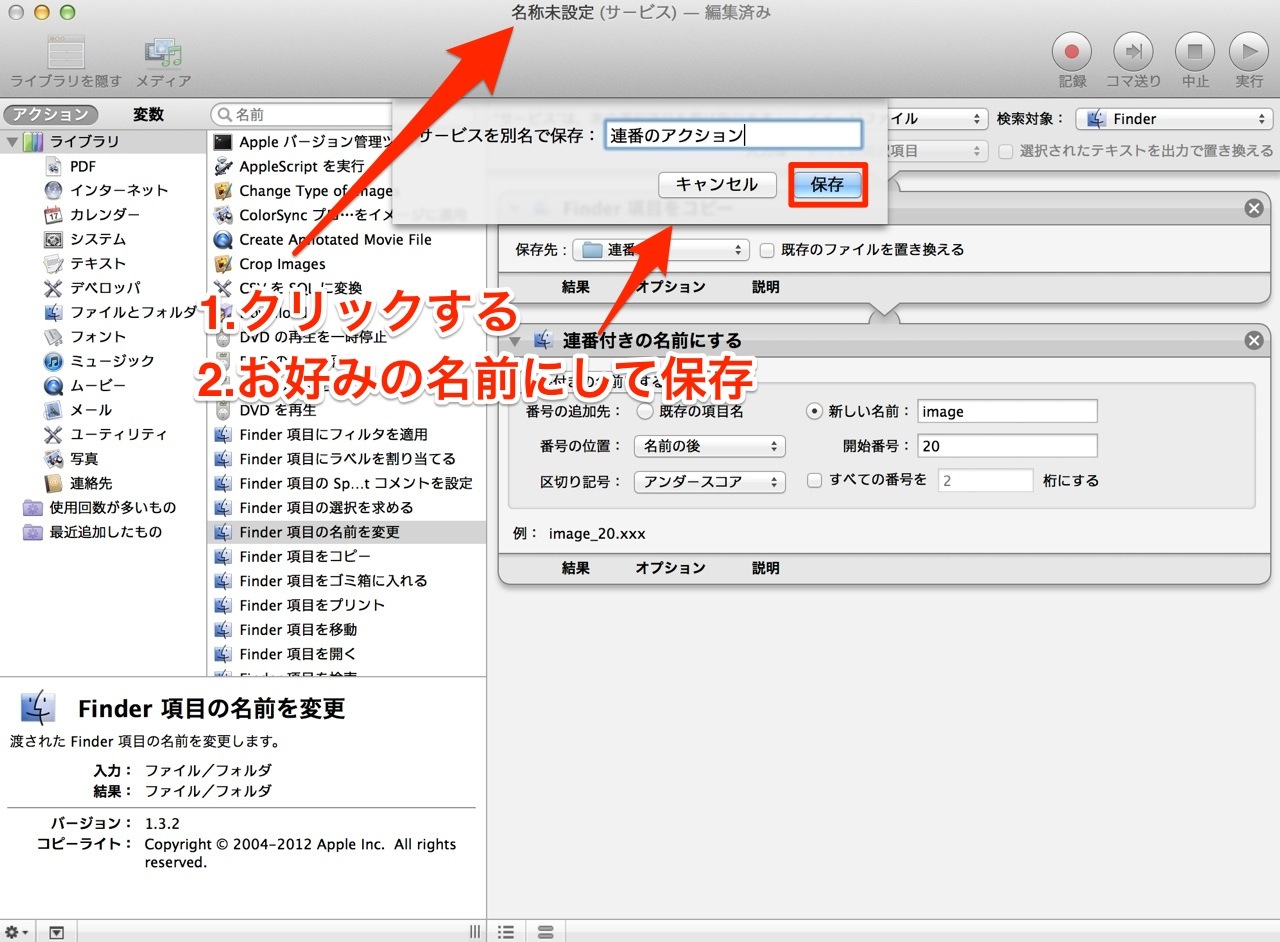 名称未設定 (サービス) — 編集済み
ライブラリを隠す
メディア
記録
コマ送り
中止
実行
アクション
変数
名前
ライブラリ
PDF
インターネット
カレンダー
システム
テキスト
デベロッパ
ファイルとフォルダ
フォント
ミュージック
ムービー
メール
ユーティリティ
写真
連絡先
使用回数が多いもの
最近追加したもの
Apple バージョン管理ツ
AppleScript を実行
Change Type of Images
ColorSync プロ…をイメージに適用
Create Annotated Movie File
Crop Images
CSV を SQL に変換
DVD の再生を一時停止
DVD を再生
Finder 項目にフィルタを適用
Finder 項目にラベルを割り当てる
Finder 項目の Sp…t コメントを設定
Finder 項目の選択を求める
Finder 項目の名前を変更
Finder 項目をコピー
Finder 項目をゴミ箱に入れる
Finder 項目をプリント
Finder 項目を移動
Finder 項目を開く
サービスを別名で保存：
連番のアクション
キャンセル
保存
イル
検索対象：
Finder
項目
選択されたテキストを出力で置き換える
Finder 項目をコピー
保存先：
連番
既存のファイルを置き換える
結果
オプション
説明
1.クリックする
2.お好みの名前にして保存
連番付きの名前にする
番号の追加先：
既存の項目名
新しい名前：
image
番号の位置：
名前の後
開始番号：
20
区切り記号：
アンダースコア
すべての番号を
2
桁にする
例：
image_20.xxx
結果
オプション
説明
Finder 項目の名前を変更
渡された Finder 項目の名前を変更します。
入力：
ファイル／フォルダ
結果：
ファイル／フォルダ
バージョン：
1.3.2
コピーライト：
Copyright © 2004–2012 Apple Inc. All rights
reserved.